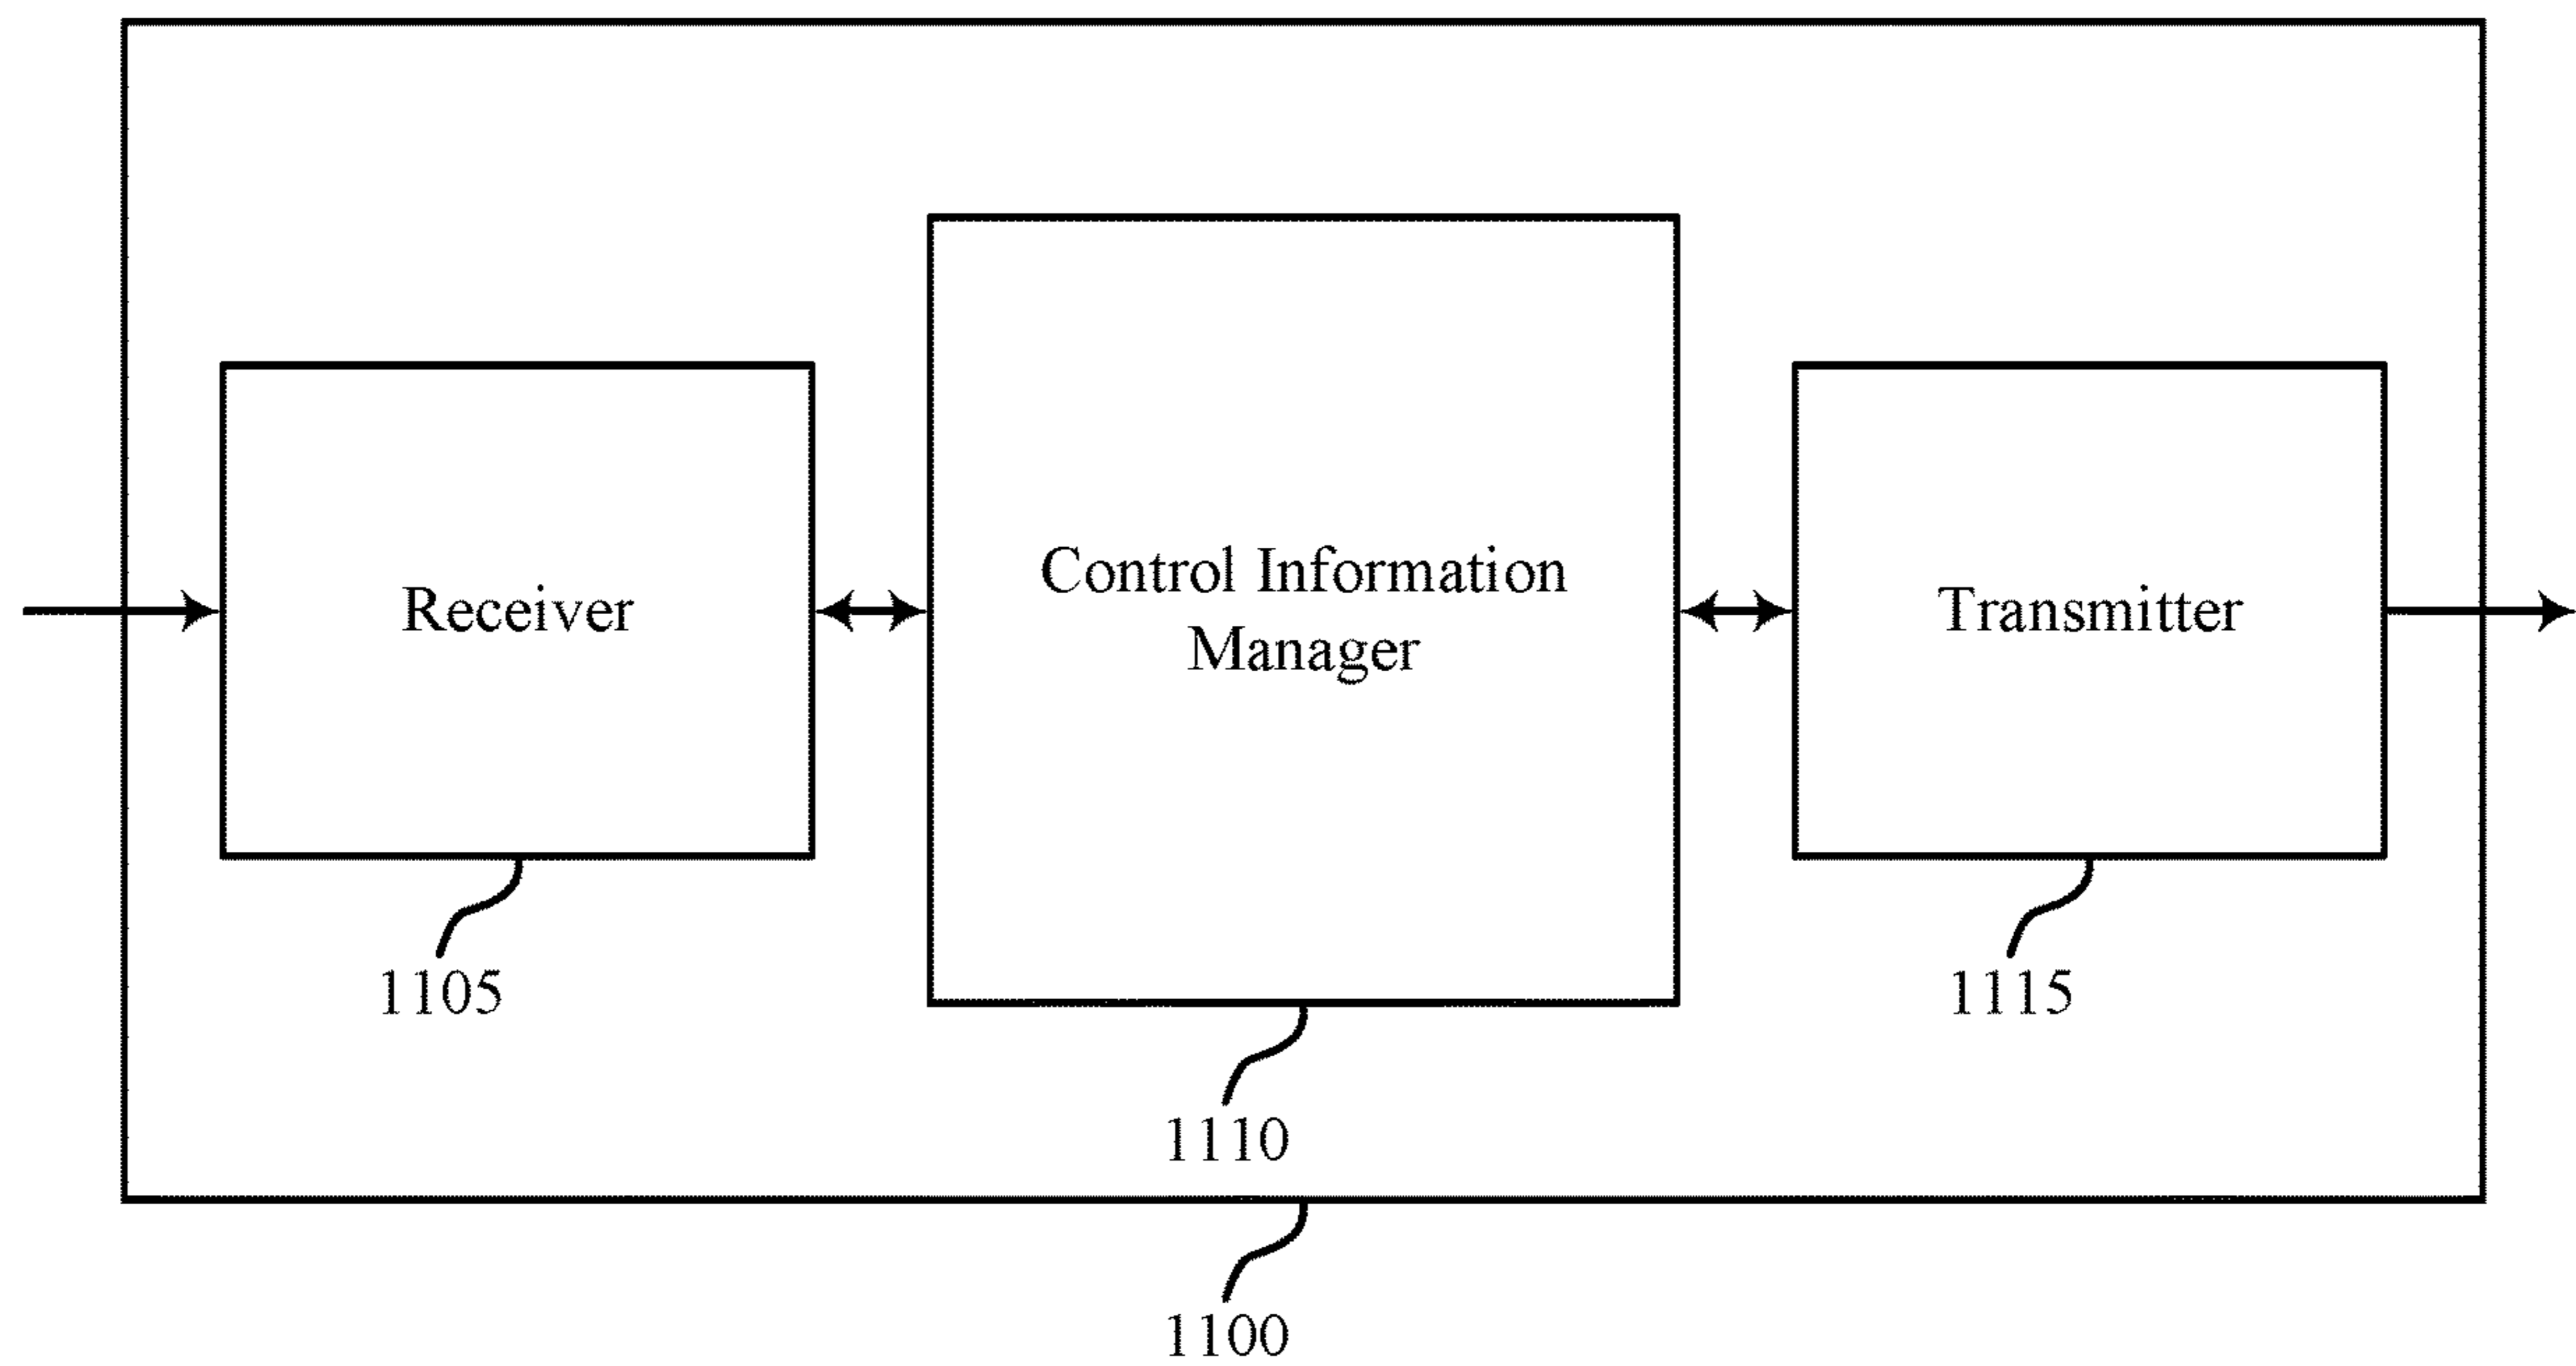 Receiver
Control Information
Manager
Transmitter
1105
1115
1110
1100